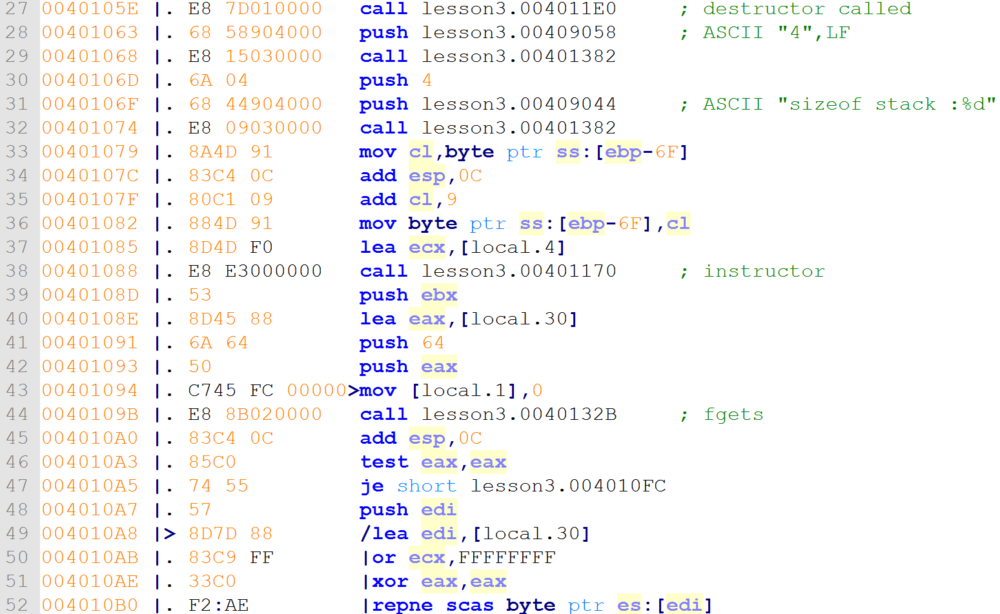 27 0040105E |. E8 7D010000 call lesson3.004011E0 ; destructor called
28 00401063 |. 68 58904000 push lesson3.00409058 ; ASCII "4",LF
29 00401068 |. E8 15030000 call lesson3.00401382
30 0040106D |. 6A 04 push 4
31 0040106F |. 68 44904000 push lesson3.00409044 ; ASCII "sizeof stack :%d"
32 00401074 |. E8 09030000 call lesson3.00401382
33 00401079 |. 8A4D 91 mov cl,byte ptr ss:[ebp-6F]
34 0040107C |. 83C4 0C add esp,0C
35 0040107F |. 80C1 09 add cl,9
36 00401082 |. 884D 91 mov byte ptr ss:[ebp-6F],cl
37 00401085 |. 8D4D F0 lea ecx,[local.4]
38 00401088 |. E8 E3000000 call lesson3.00401170 ; instructor
39 0040108D |. 53 push ebx
40 0040108E |. 8D45 88 lea eax,[local.30]
41 00401091 |. 6A 64 push 64
42 00401093 |. 50 push eax
43 00401094 |. C745 FC 00000>mov [local.1],0
44 0040109B |. E8 8B020000 call lesson3.0040132B ; fgets
45 004010A0 |. 83C4 0C add esp,0C
46 004010A3 |. 85C0 test eax,eax
47 004010A5 |. 74 55 je short lesson3.004010FC
48 004010A7 |. 57 push edi
49 004010A8 |> 8D7D 88 /lea edi,[local.30]
50 004010AB |. 83C9 FF |or ecx,FFFFFFFF
51 004010AE |. 33C0 |xor eax,eax
52 004010B0 |. F2:AE |repne scas byte ptr es:[edi]